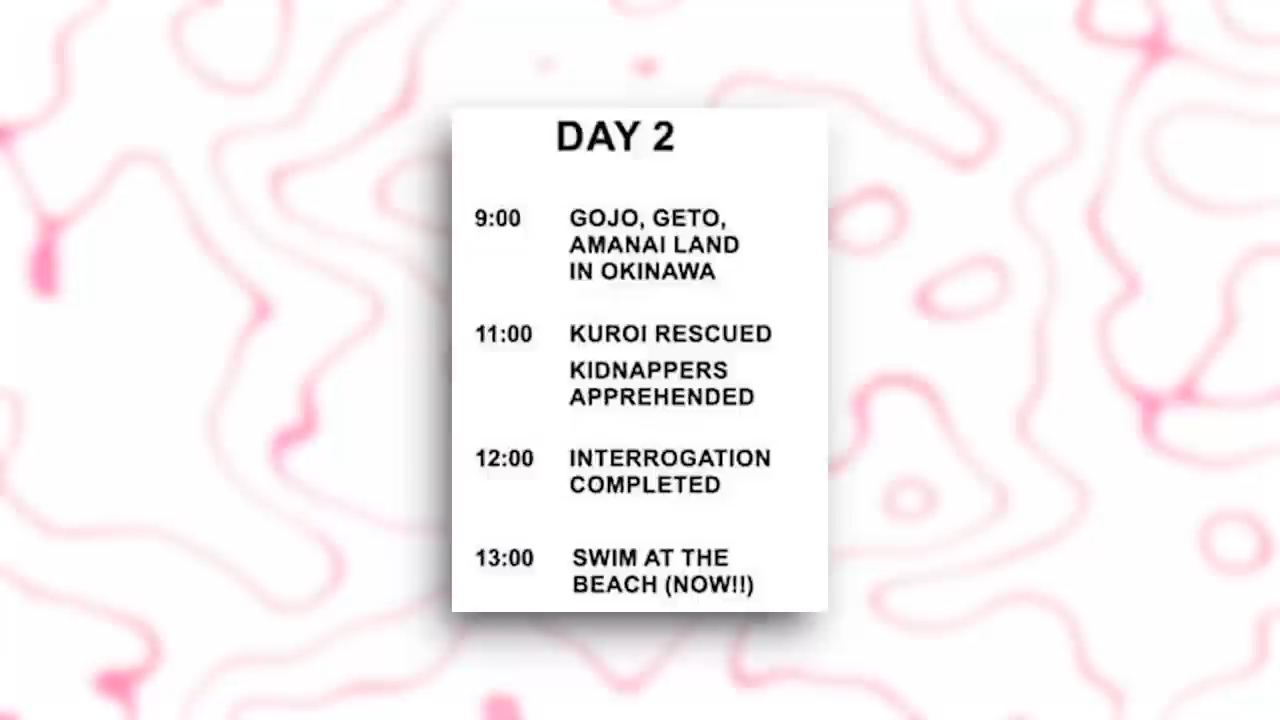 DAY 2
9:00 GOJO, GETO,
AMANAI LAND
IN OKINAWA
11:00 KUROI RESCUED
KIDNAPPERS
APPREHENDED
12:00 INTERROGATION
COMPLETED
13:00 SWIM AT THE
BEACH (NOW!!)